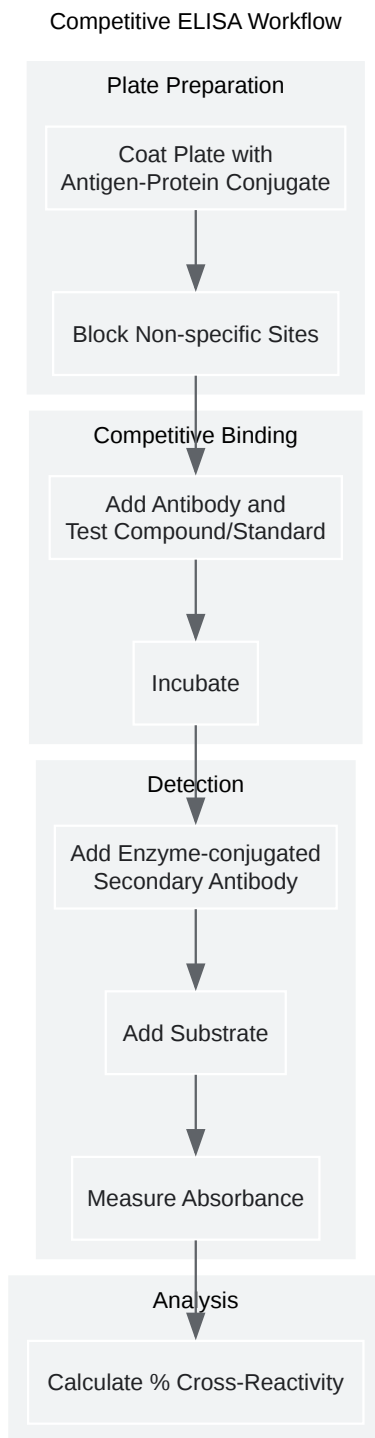 Competitive ELISA Workflow
Plate Preparation
Coat Plate with
Antigen-Protein Conjugate
Block Non-specific Sites
Competitive Binding
Add Antibody and
Test Compound/Standard
Incubate
Detection
Add Enzyme-conjugated
Secondary Antibody
Add Substrate
Measure Absorbance
Analysis
Calculate % Cross-Reactivity